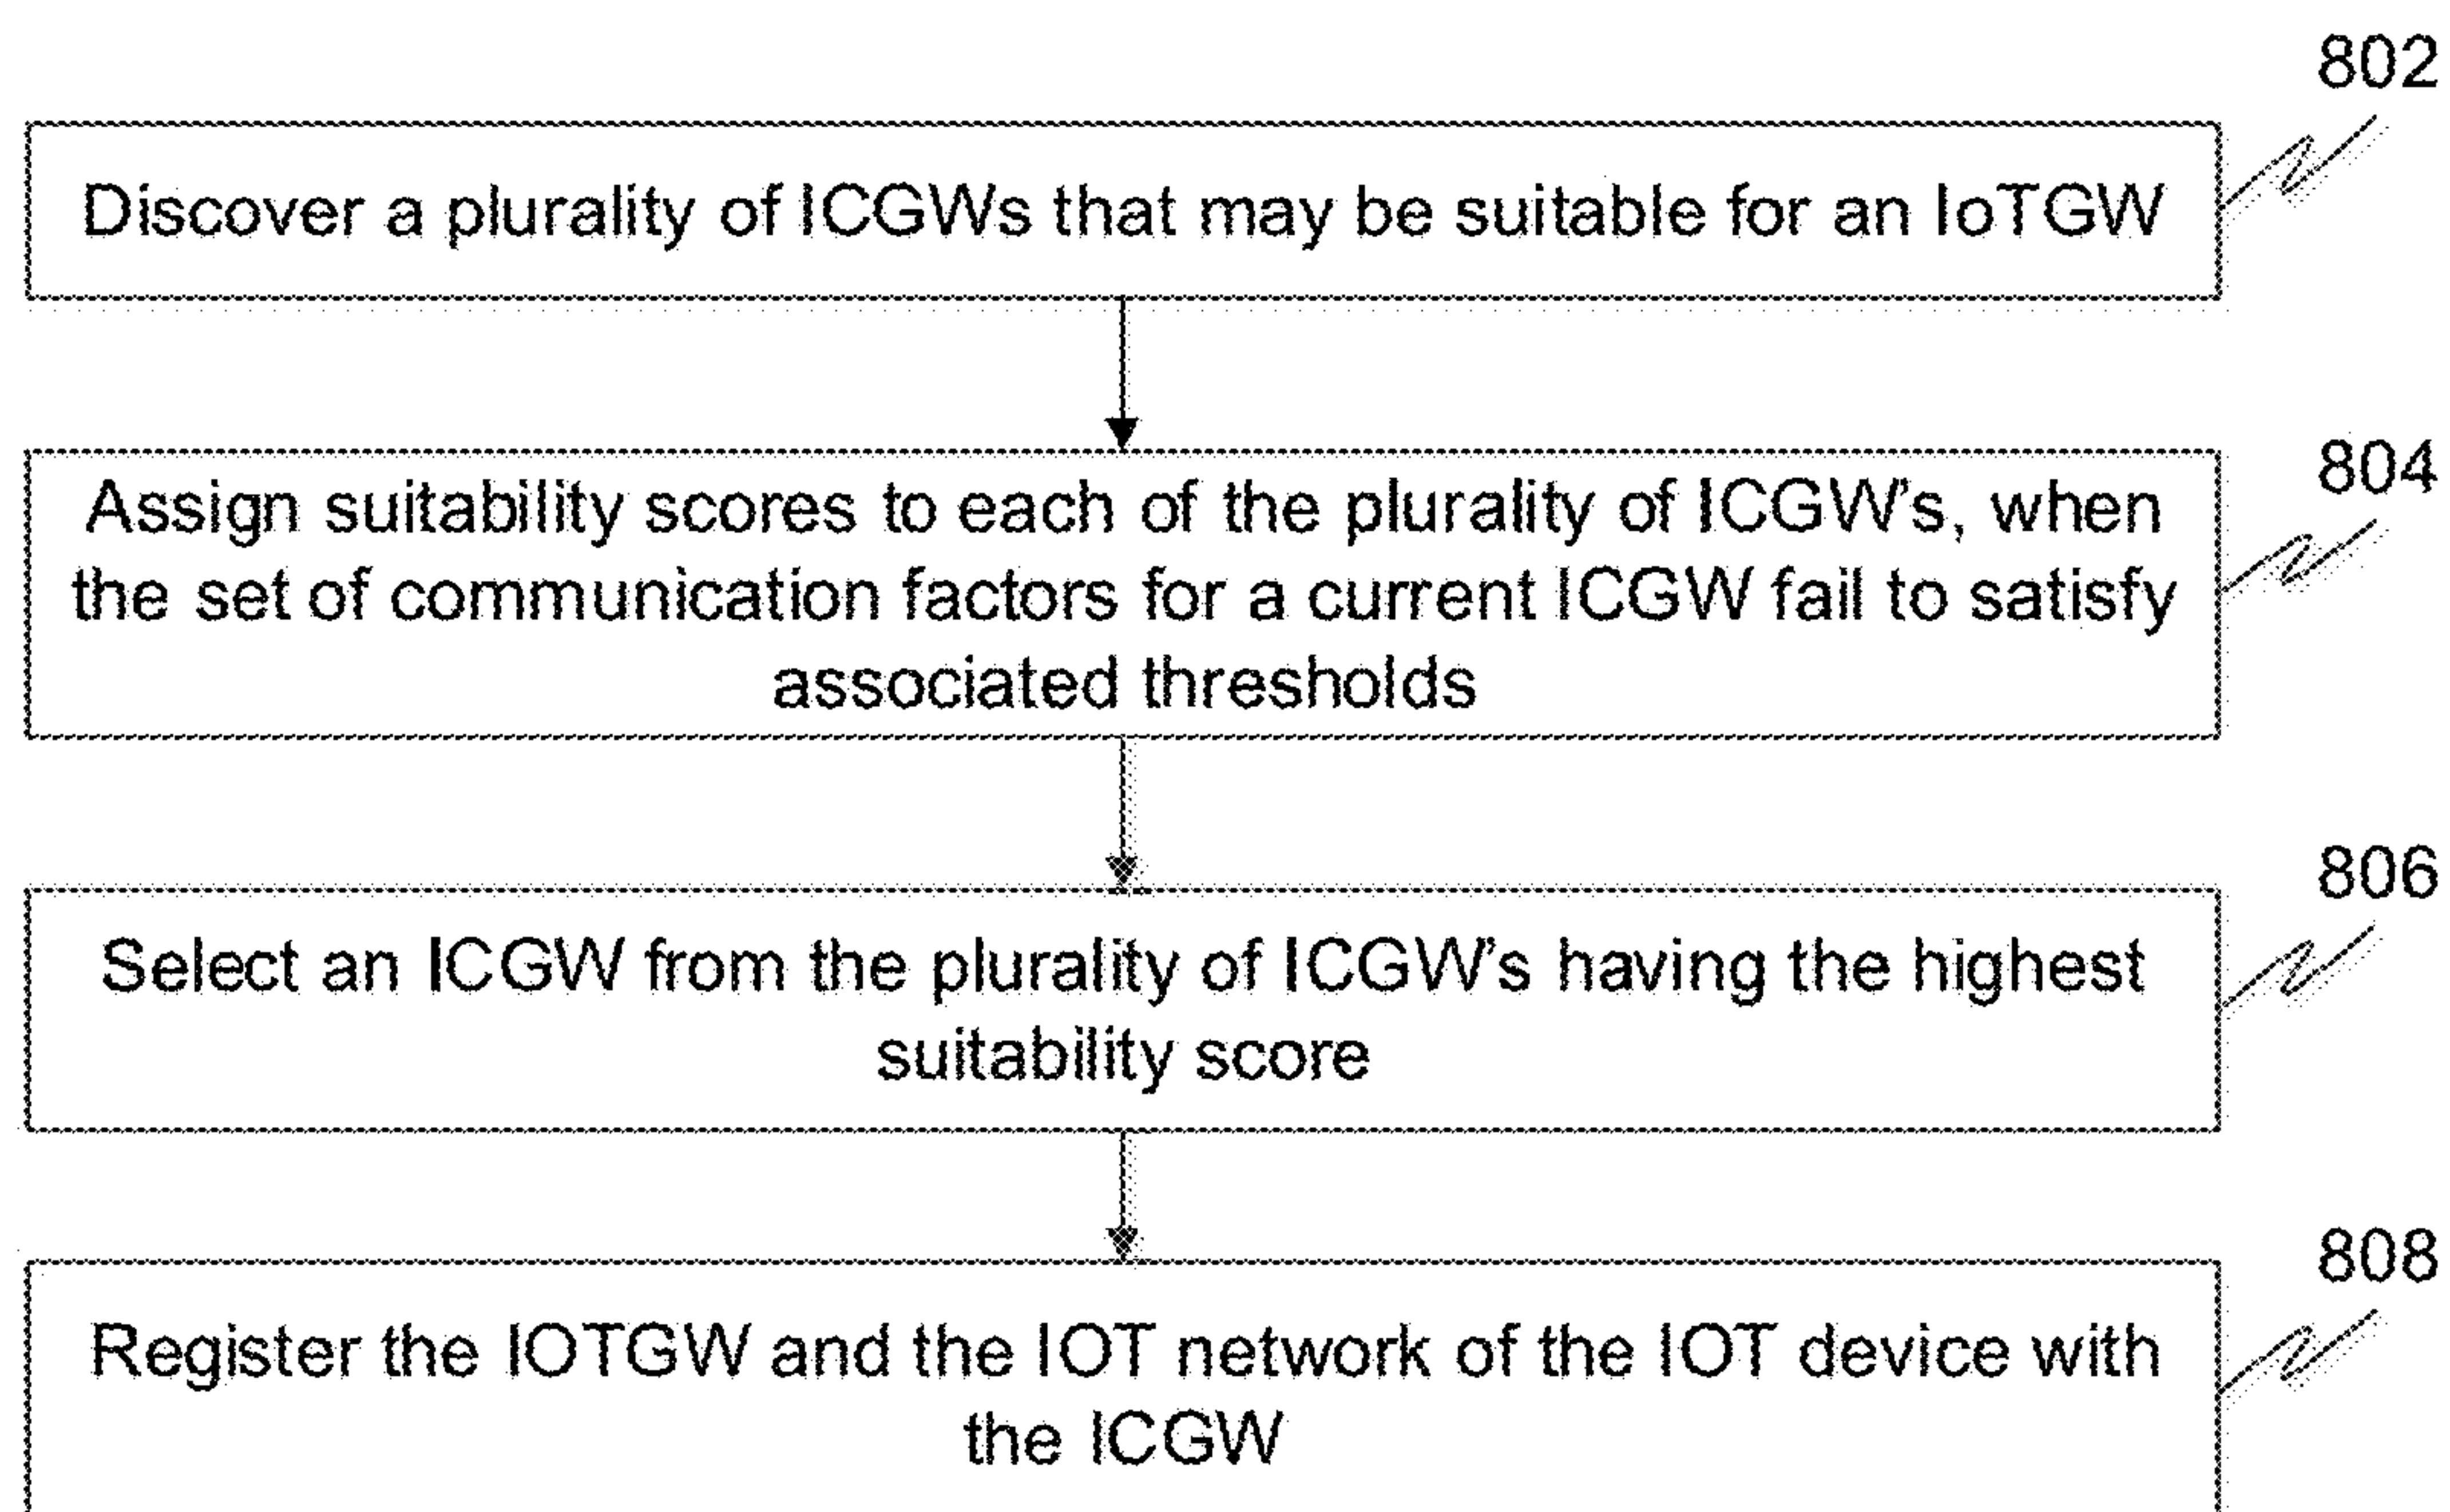 802
Discover a plurality of ICGWs that may be suitable for an IoTGW
804
Assign suitability scores to each of the plurality of ICGW's, when
the set of communication factors for a current ICGW fail to satisfy
associated thresholds
806
Select an ICGW from the plurality of ICGW's having the highest
suitability score
808
Register the IOTGW and the IOT network of the IOT device with
the ICGW